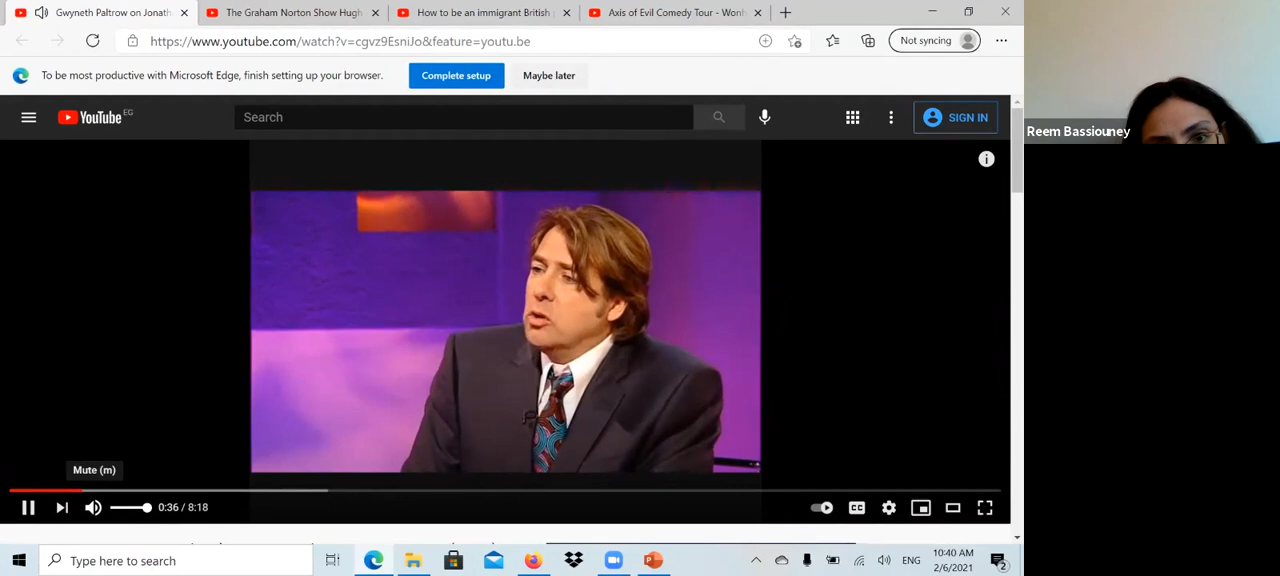 Gwyneth Paltrow on Jonath
The Graham Norton Show Hugh
How to be an immigrant British
Axis of Evil Comedy Tour - Won
https://www.youtube.com/watch?v=cgvz9EsniJo&feature=youtu.be
Not syncing
To be most productive with Microsoft Edge, finish setting up your browser.
Complete setup
Maybe later
YouTube EG
Search
SIGN IN
Reem Bassiouney
Mute (m)
0:36 / 8:18
CC
Type here to search
ENG
10:40 AM
2/6/2021
2